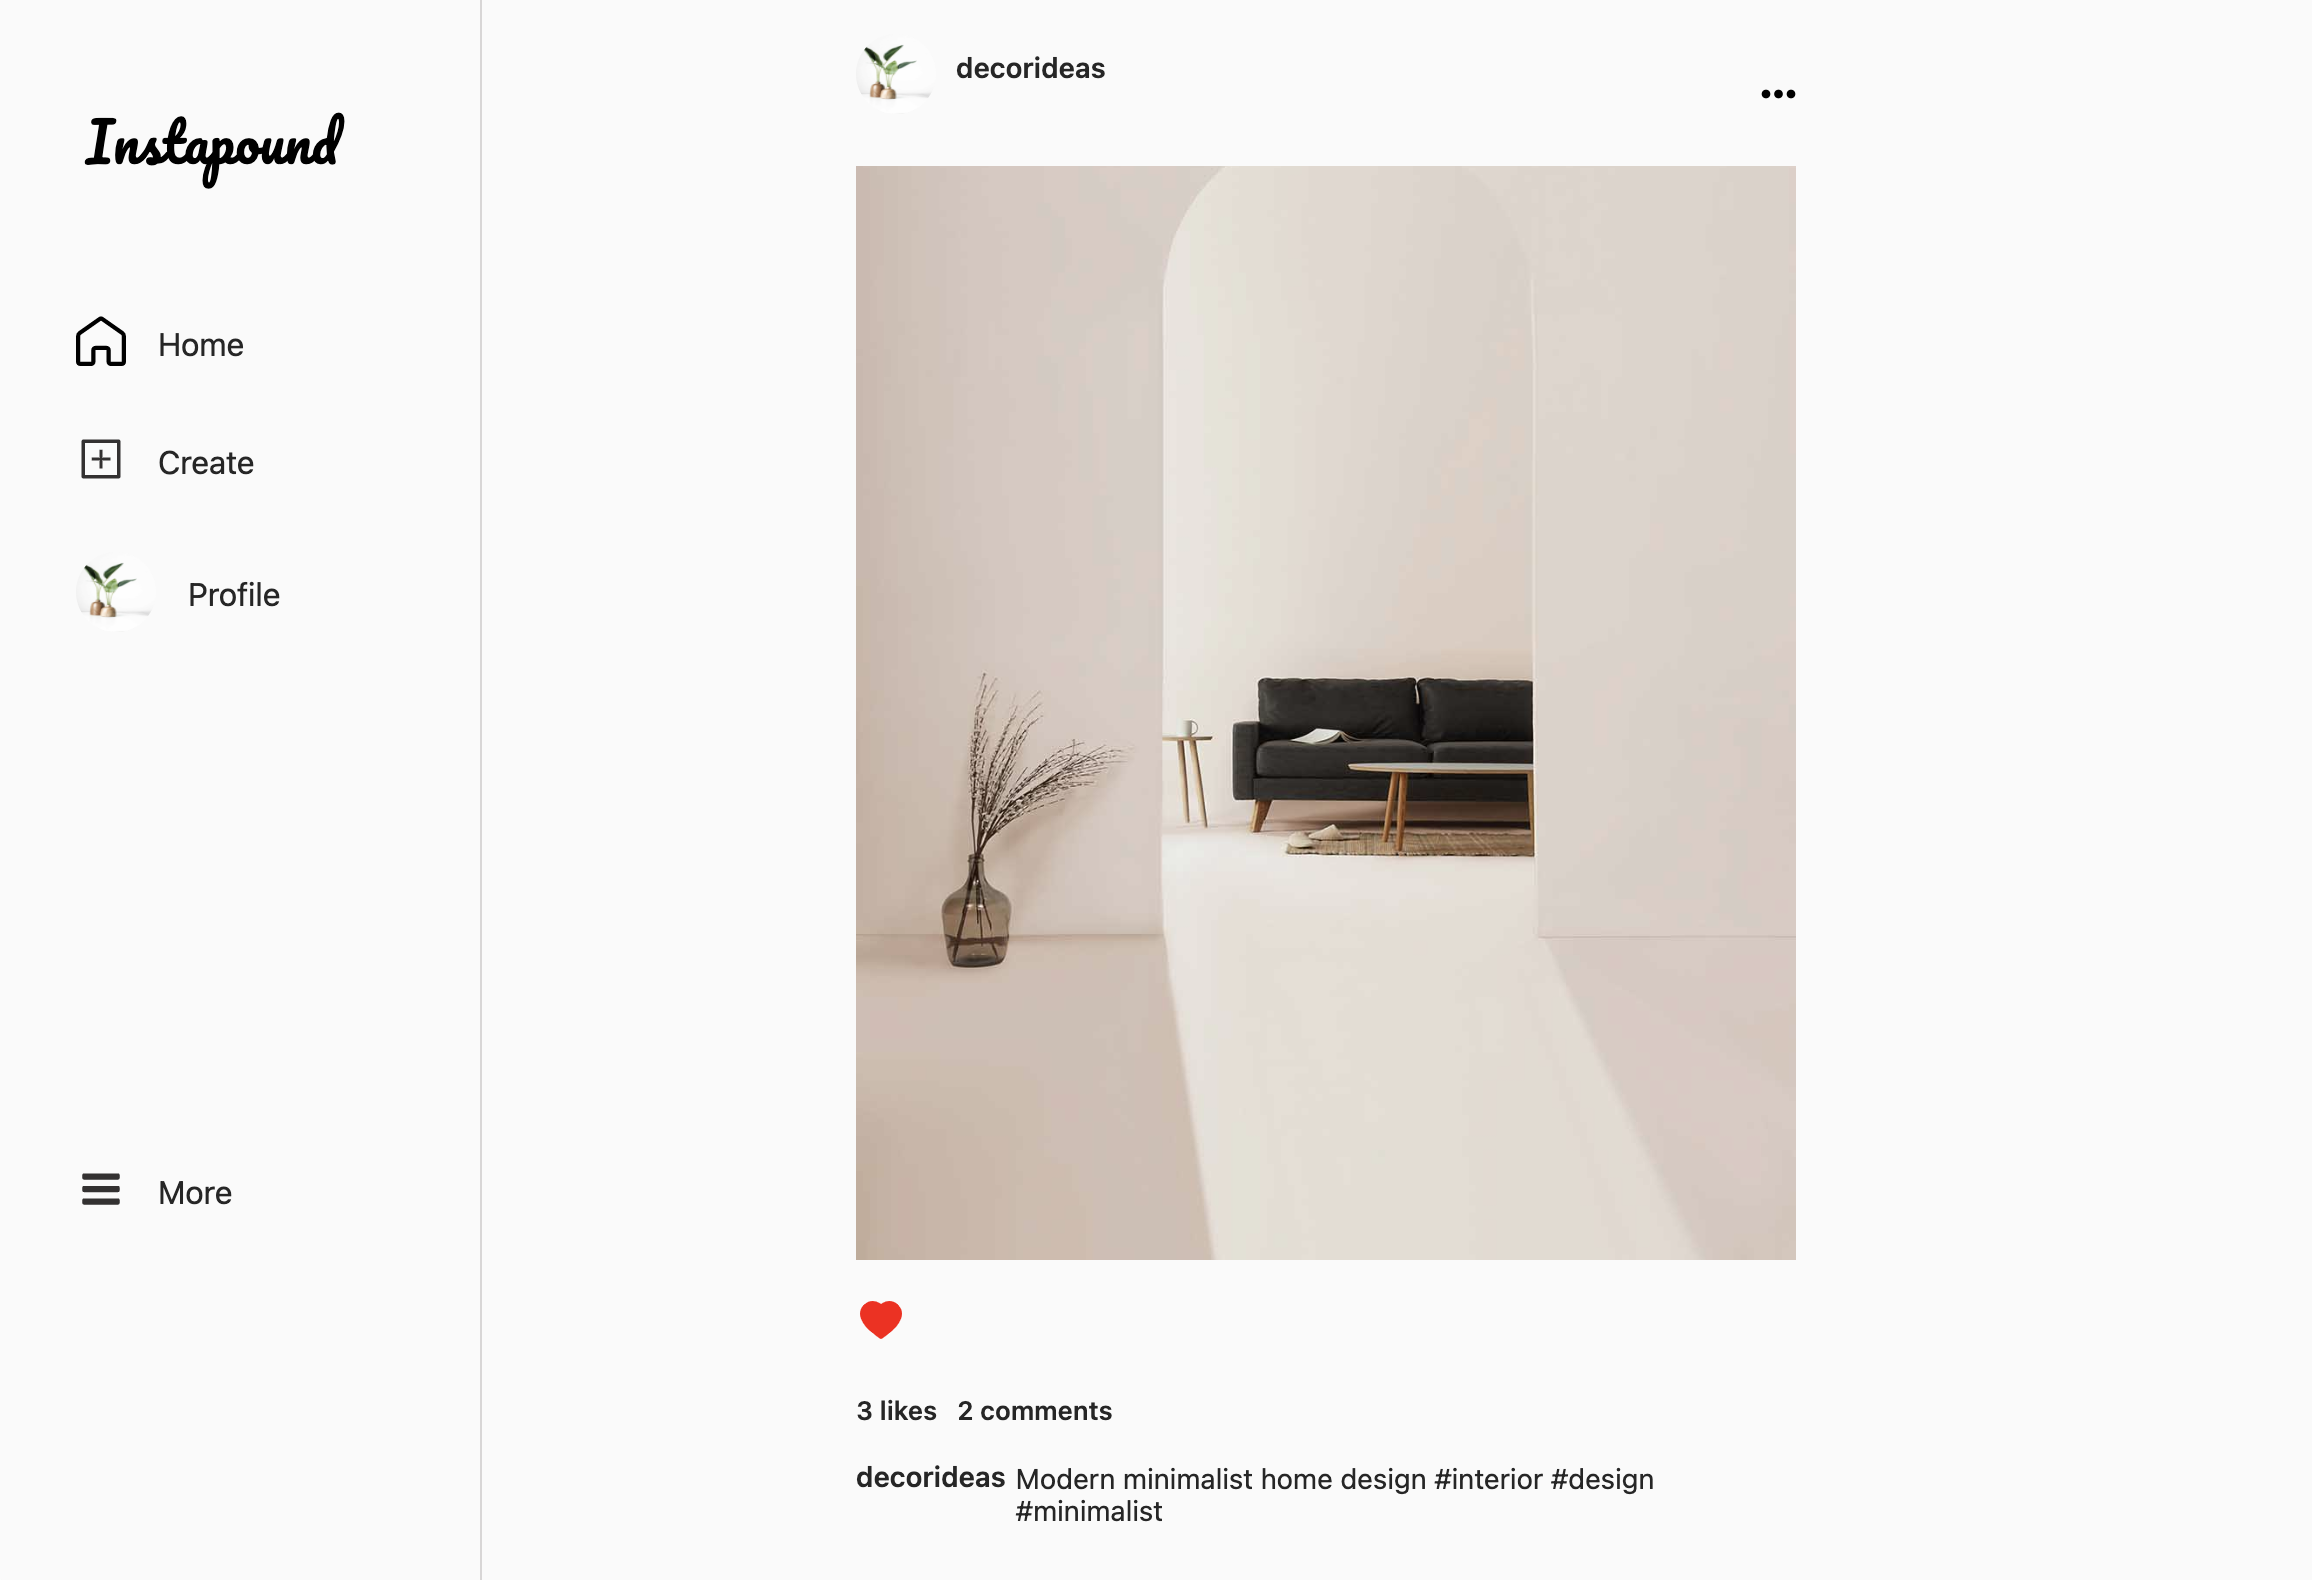 Instapound
Home
Create
Profile
More
decorideas
3 likes 2 comments
decorideas Modern minimalist home design #interior #design
#minimalist